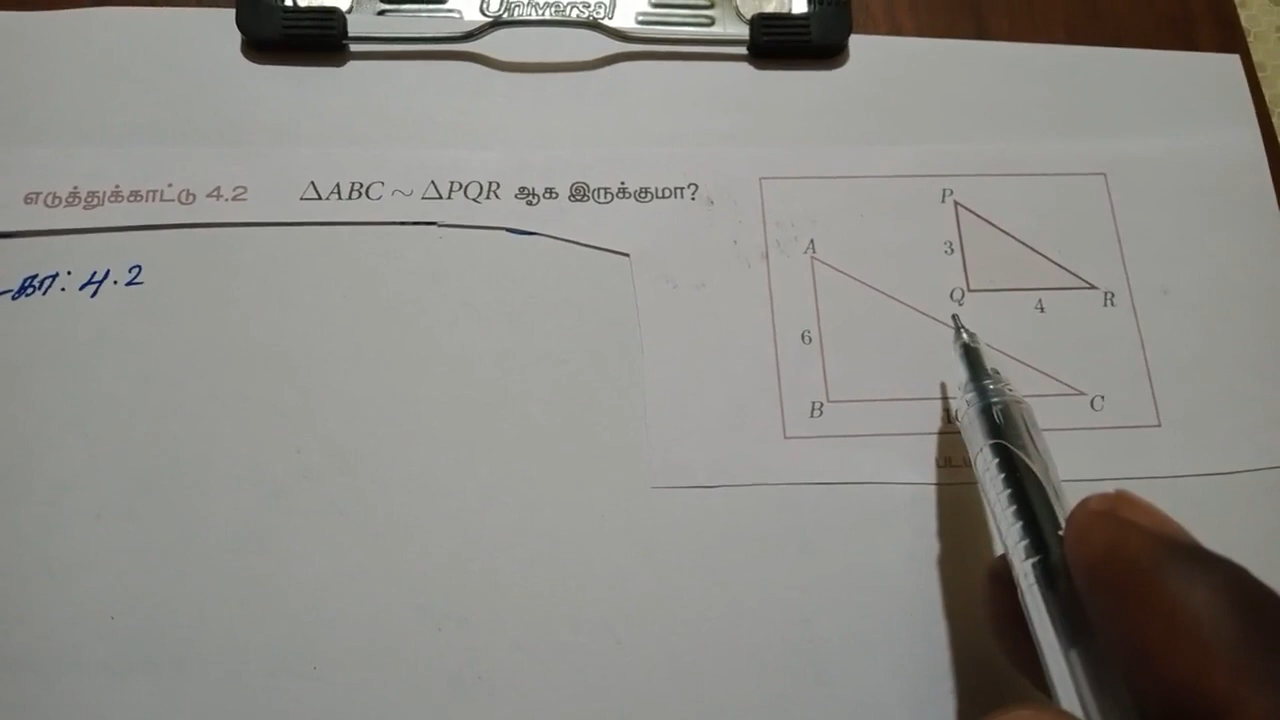 Universal
எடுத்துக்காட்டு 4.2 ΔABC ~ ΔPQR ஆக இருக்குமா?
-கா: 4.2
P
3
A
Q
R
4
6
B
C